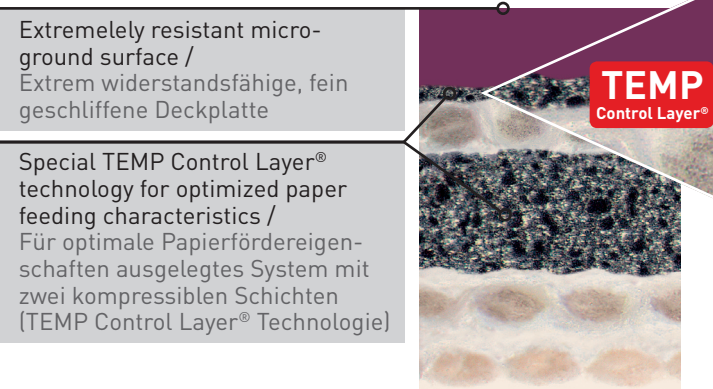 Extremelely resistant micro-
ground surface /
Extrem widerstandsfähige, fein
geschliffene Deckplatte
Special TEMP Control Layer®
technology for optimized paper
feeding characteristics /
Für optimale Papierfördereigen-
schaften ausgelegtes System mit
zwei kompressiblen Schichten
(TEMP Control Layer® Technologie)
TEMP
Control Layer®